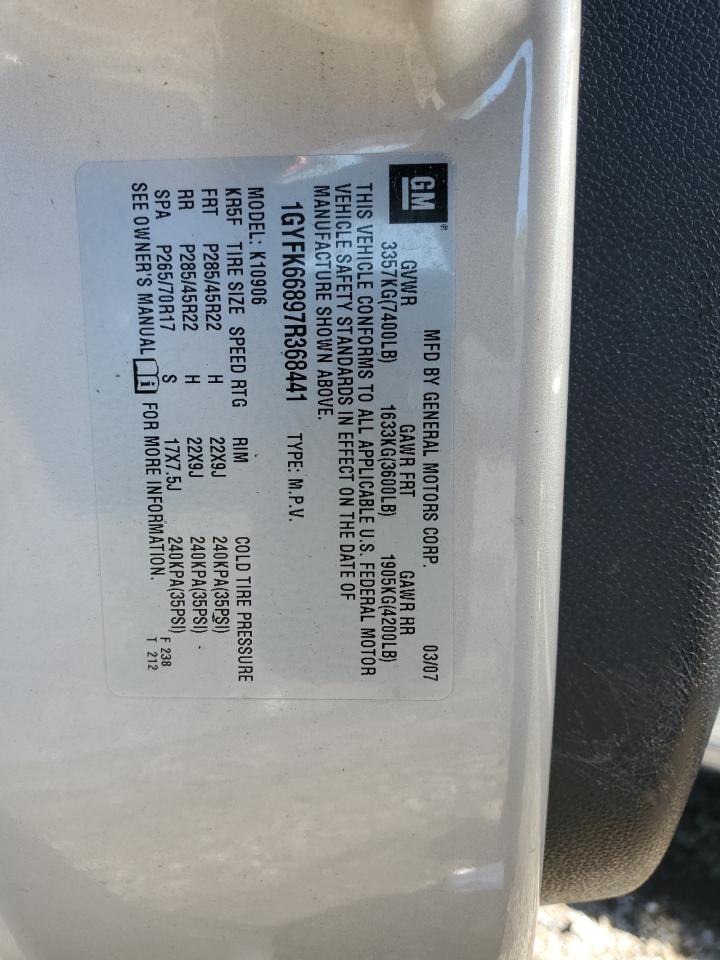 GM
MFD BY GENERAL MOTORS CORP. 03/07
GVWR GAWR FRT GAWR RR
3357KG(7400LB) 1633KG(3600LB) 1905KG(4200LB)
THIS VEHICLE CONFORMS TO ALL APPLICABLE U.S. FEDERAL MOTOR
VEHICLE SAFETY STANDARDS IN EFFECT ON THE DATE OF
MANUFACTURE SHOWN ABOVE.
1GYFK66897R368441 TYPE: M.P.V.
MODEL: K10906
KR5F TIRE SIZE SPEED RTG RIM COLD TIRE PRESSURE
FRT P285/45R22 H 22X9J 240KPA(35PSI)
RR P285/45R22 H 22X9J 240KPA(35PSI)
SPA P265/70R17 S 17X7.5J 240KPA(35PSI)
SEE OWNER'S MANUAL i FOR MORE INFORMATION.
F 238
T 212